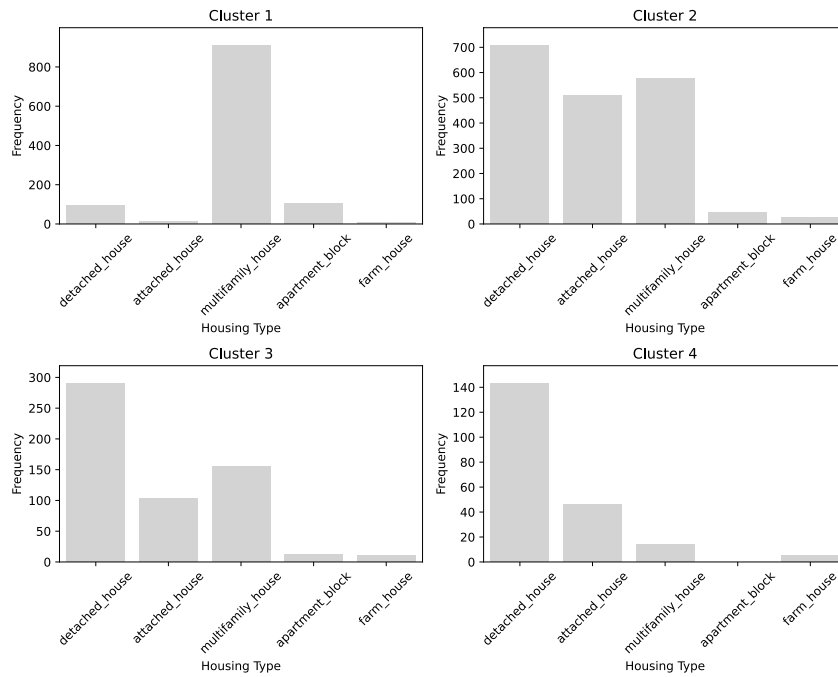 Cluster 1
Frequency
800
600
400
200
0
detached_house
attached_house
multifamily_house
apartment_block
farm_house
Housing Type
Cluster 2
Frequency
700
600
500
400
300
200
100
0
detached_house
attached_house
multifamily_house
apartment_block
farm_house
Housing Type
Cluster 3
Frequency
300
250
200
150
100
50
0
detached_house
attached_house
multifamily_house
apartment_block
farm_house
Housing Type
Cluster 4
Frequency
140
120
100
80
60
40
20
0
detached_house
attached_house
multifamily_house
apartment_block
farm_house
Housing Type